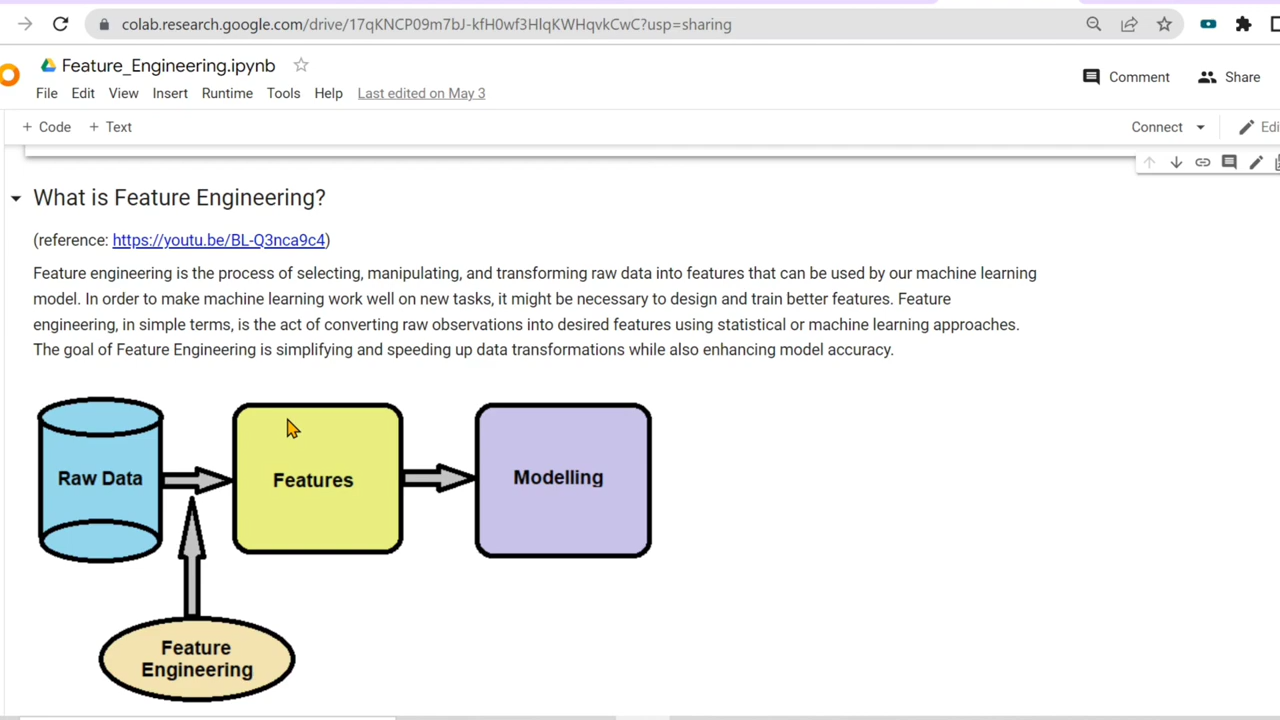 colab.research.google.com/drive/17qKNCP09m7bJ-kfH0wf3HlqKWHqvkCwC?usp=sharing
Feature_Engineering.ipynb
Comment
Share
File Edit View Insert Runtime Tools Help Last edited on May 3
+ Code + Text
Connect
What is Feature Engineering?
(reference: https://youtu.be/BL-Q3nca9c4)
Feature engineering is the process of selecting, manipulating, and transforming raw data into features that can be used by our machine learning
model. In order to make machine learning work well on new tasks, it might be necessary to design and train better features. Feature
engineering, in simple terms, is the act of converting raw observations into desired features using statistical or machine learning approaches.
The goal of Feature Engineering is simplifying and speeding up data transformations while also enhancing model accuracy.
Raw Data
Features
Modelling
Feature
Engineering